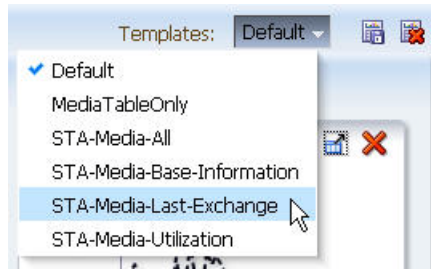 Templates: Default
Default
MediaTableOnly
STA-Media-All
STA-Media-Base-Information
STA-Media-Last-Exchange
STA-Media-Utilization